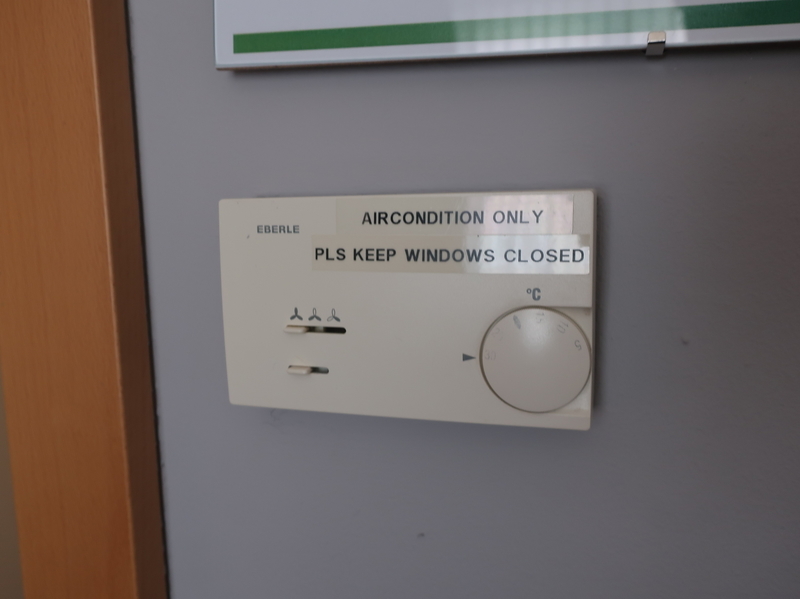 EBERLE
AIRCONDITION ONLY
PLS KEEP WINDOWS CLOSED
°C